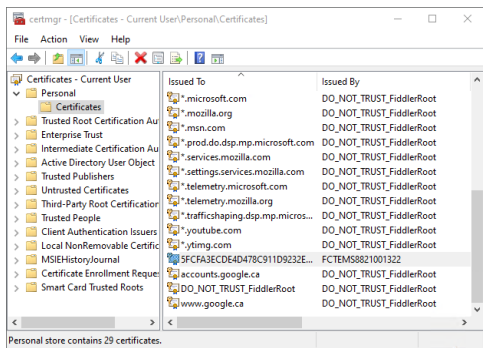 certmgr - [Certificates - Current User\Personal\Certificates]
File Action View Help
Certificates - Current User
Personal
Certificates
Trusted Root Certification Au
Enterprise Trust
Intermediate Certification Au
Active Directory User Object
Trusted Publishers
Untrusted Certificates
Third-Party Root Certification
Trusted People
Client Authentication Issuers
Local NonRemovable Certific
MSIEHistoryJournal
Certificate Enrollment Reques
Smart Card Trusted Roots
Issued To Issued By
*.microsoft.com DO_NOT_TRUST_FiddlerRoot
*.mozilla.org DO_NOT_TRUST_FiddlerRoot
*.msn.com DO_NOT_TRUST_FiddlerRoot
*.prod.do.dsp.mp.microsoft.com DO_NOT_TRUST_FiddlerRoot
*.services.mozilla.com DO_NOT_TRUST_FiddlerRoot
*.settings.services.mozilla.com DO_NOT_TRUST_FiddlerRoot
*.telemetry.microsoft.com DO_NOT_TRUST_FiddlerRoot
*.telemetry.mozilla.org DO_NOT_TRUST_FiddlerRoot
*.trafficshaping.dsp.mp.micros... DO_NOT_TRUST_FiddlerRoot
*.youtube.com DO_NOT_TRUST_FiddlerRoot
*.ytimg.com DO_NOT_TRUST_FiddlerRoot
5FCFA3ECDE4D478C911D9232E... FCTEMS8821001322
accounts.google.ca DO_NOT_TRUST_FiddlerRoot
DO_NOT_TRUST_FiddlerRoot DO_NOT_TRUST_FiddlerRoot
www.google.ca DO_NOT_TRUST_FiddlerRoot
Personal store contains 29 certificates.